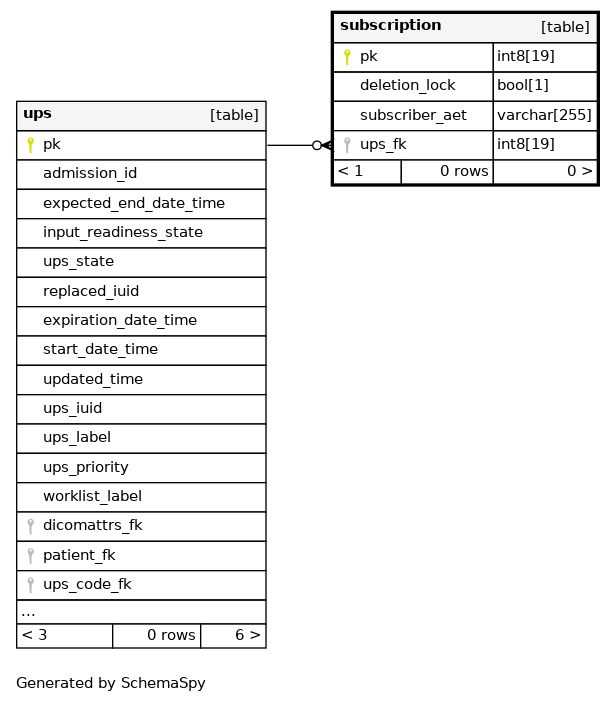 subscription [table]
pk int8[19]
deletion_lock bool[1]
subscriber_aet varchar[255]
ups_fk int8[19]
< 1 0 rows 0 >
ups [table]
pk
admission_id
expected_end_date_time
input_readiness_state
ups_state
replaced_iuid
expiration_date_time
start_date_time
updated_time
ups_iuid
ups_label
ups_priority
worklist_label
dicomattrs_fk
patient_fk
ups_code_fk
...
< 3 0 rows 6 >
Generated by SchemaSpy